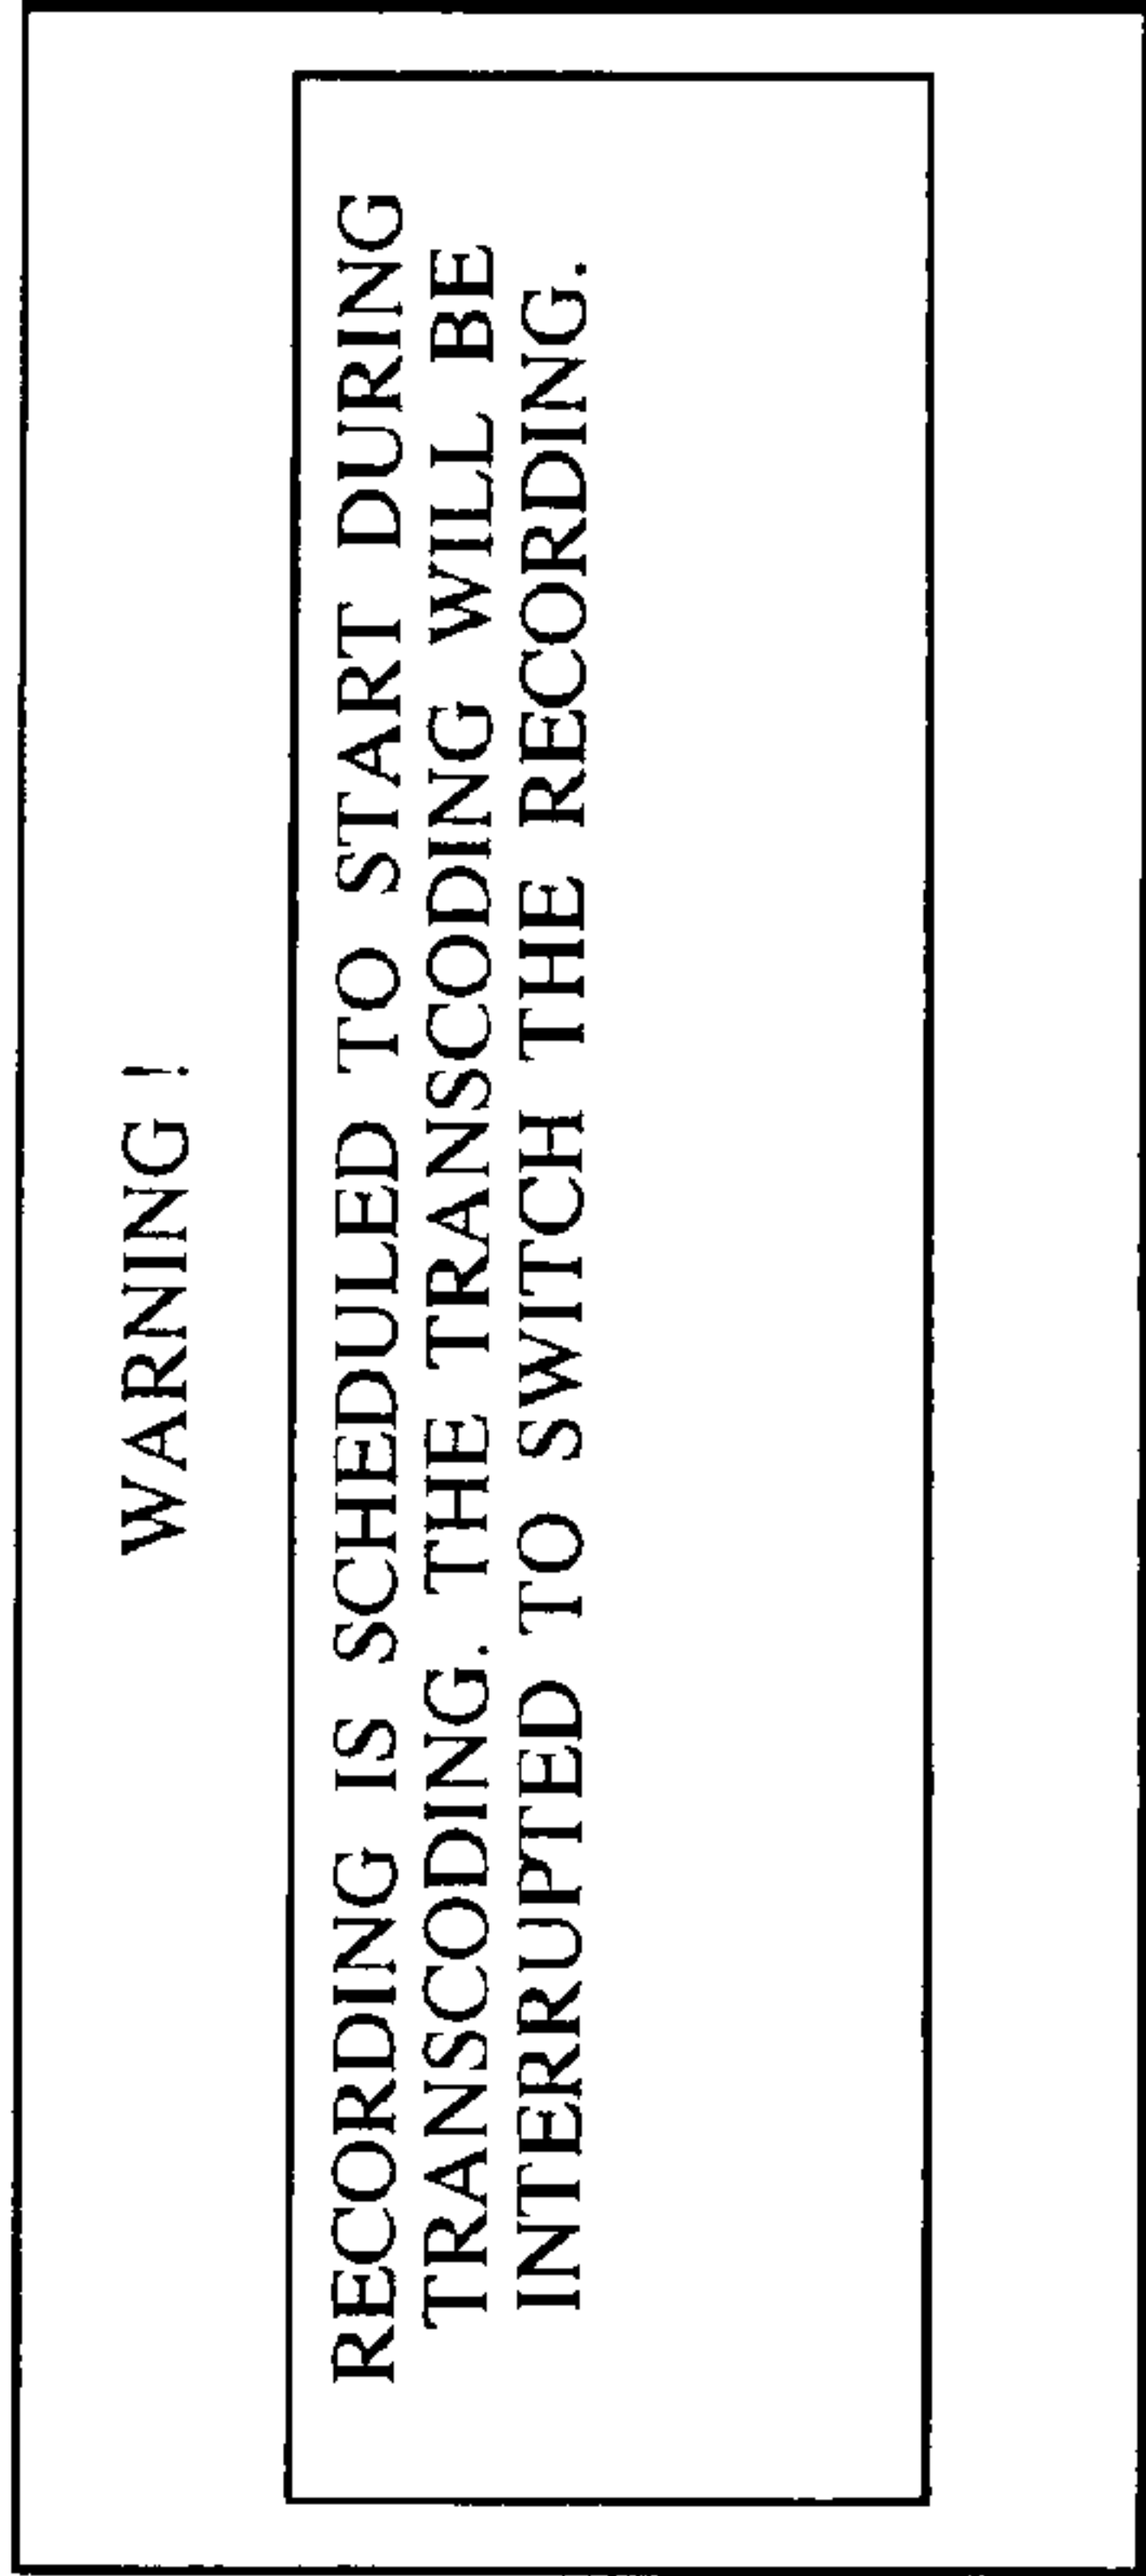 WARNING !
RECORDING IS SCHEDULED TO START DURING
TRANSCODING. THE TRANSCODING WILL BE
INTERRUPTED TO SWITCH THE RECORDING.